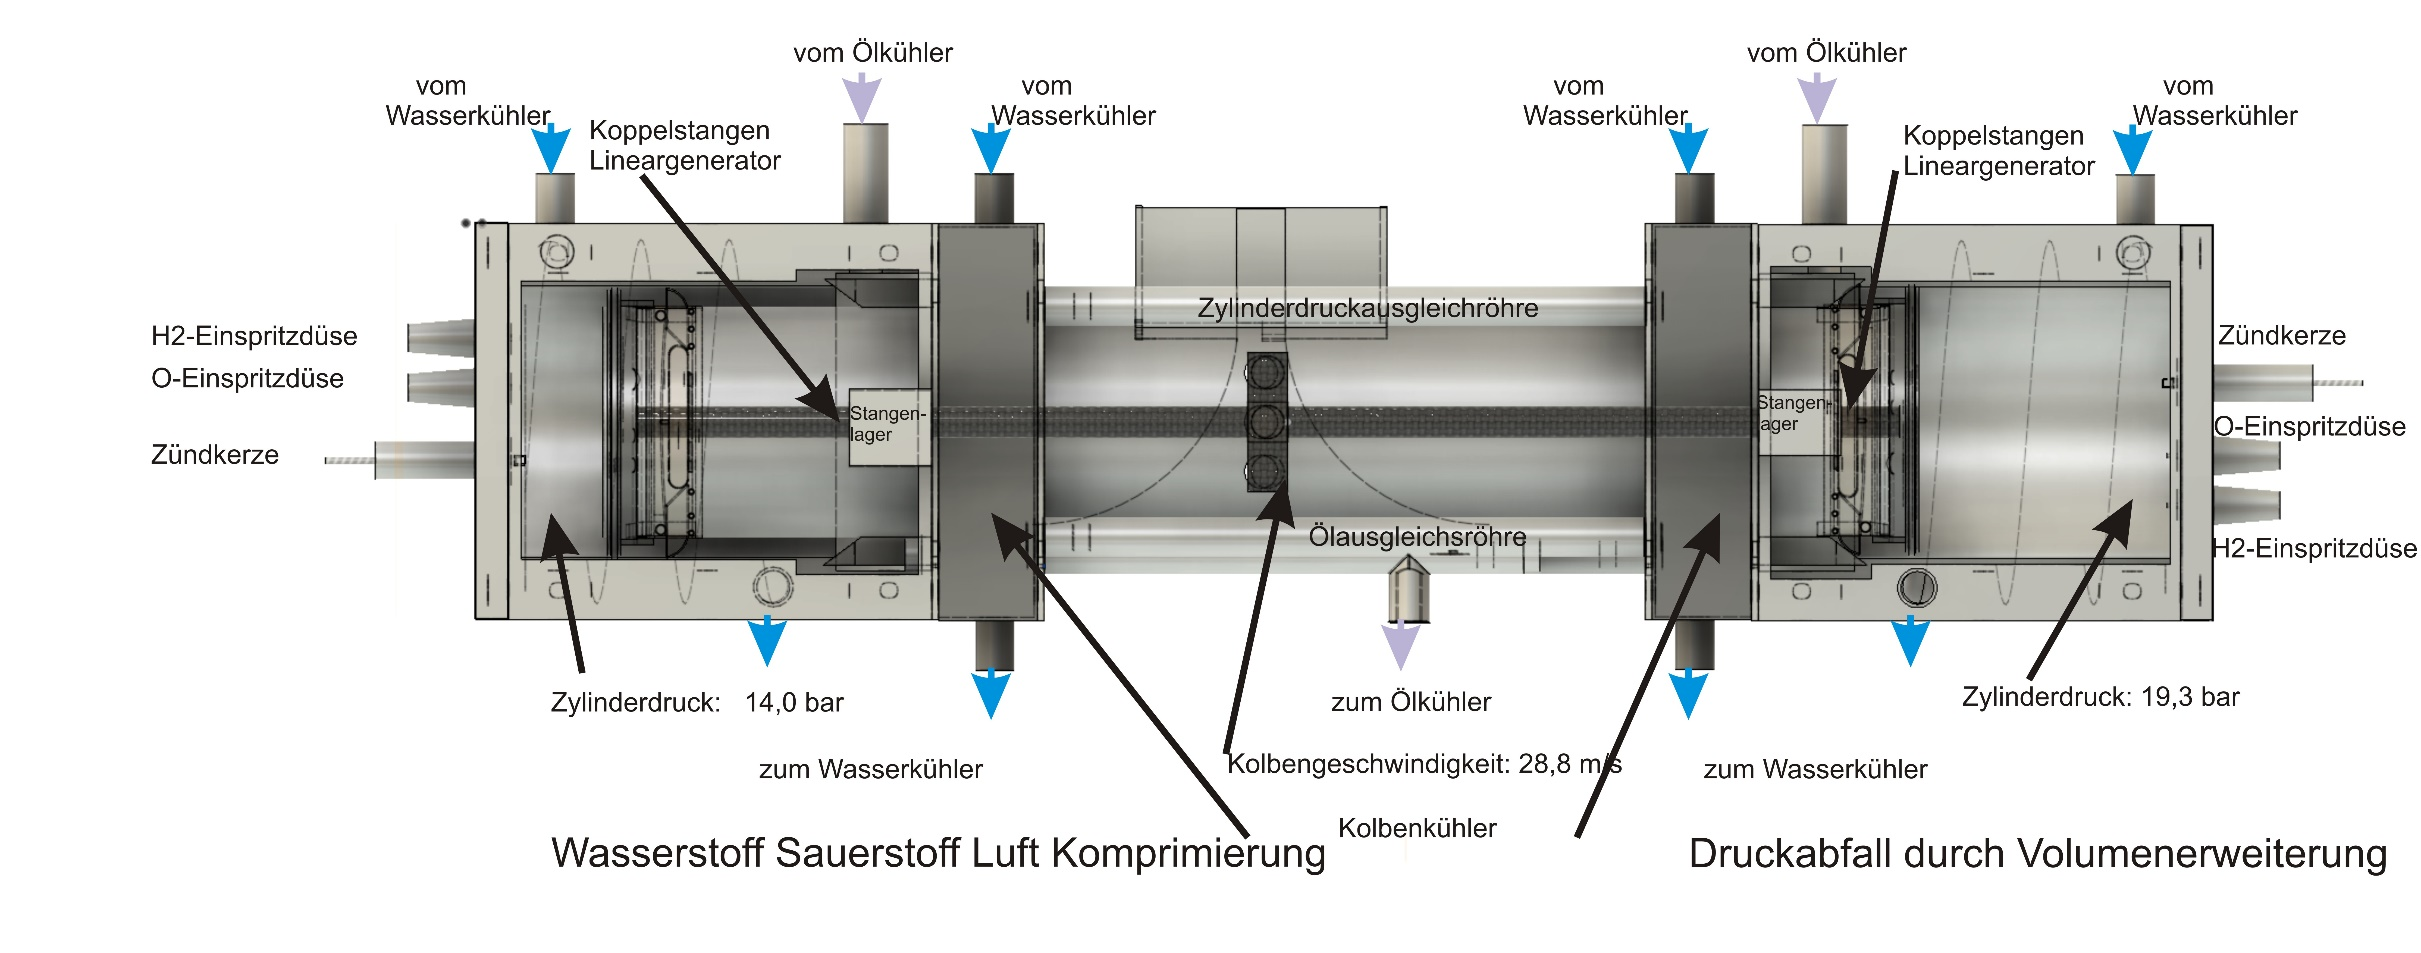 vom Ölkühler
vom Ölkühler
vom
Wasserkühler
vom
Wasserkühler
vom
Wasserkühler
vom
Wasserkühler
Koppelstangen
Lineargenerator
Koppelstangen
Lineargenerator
Zylinderdruckausgleichröhre
H2-Einspritzdüse
O-Einspritzdüse
Zündkerze
Stangen-
lager
Stangen-
ager
Zündkerze
O-Einspritzdüse
H2-Einspritzdüse
Ölausgleichsröhre
Zylinderdruck: 14,0 bar
zum Ölkühler
Zylinderdruck: 19,3 bar
zum Wasserkühler
Kolbengeschwindigkeit: 28,8 m/s
zum Wasserkühler
Kolbenkühler
Wasserstoff Sauerstoff Luft Komprimierung
Druckabfall durch Volumenerweiterung